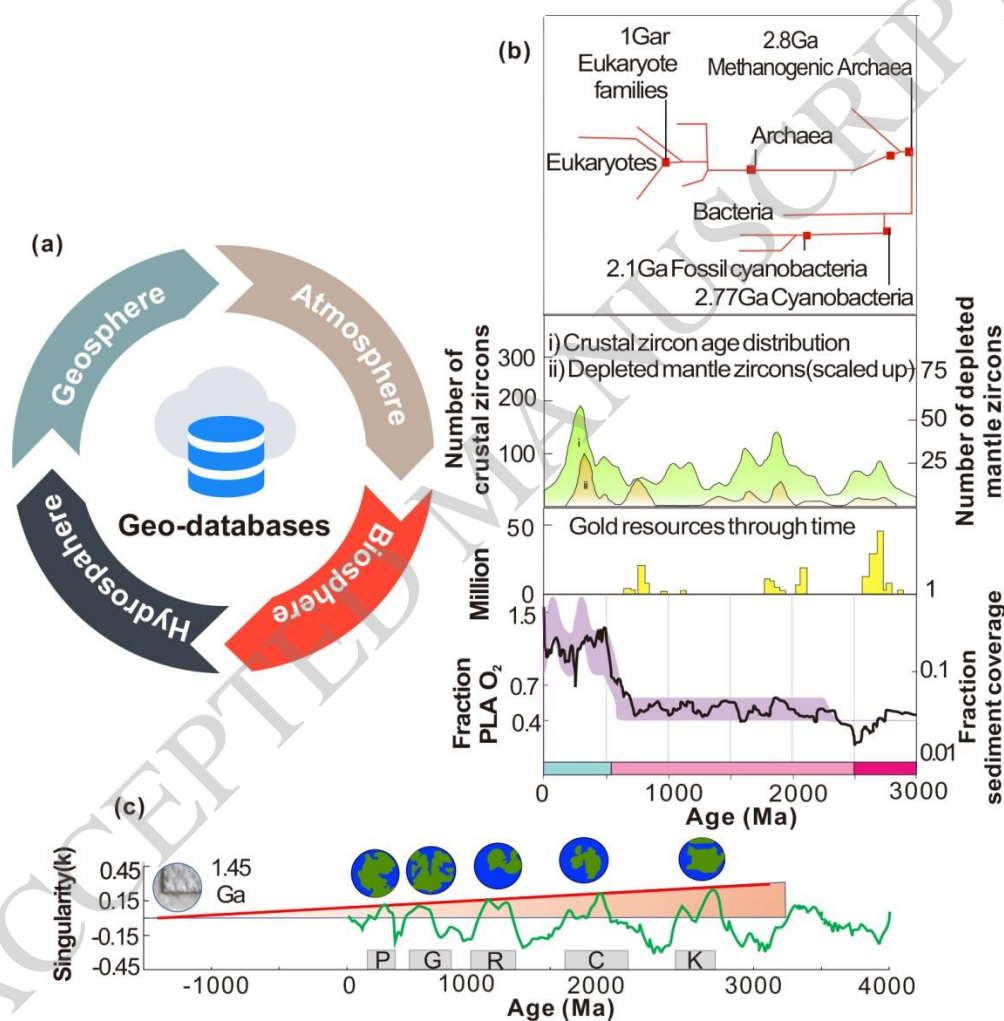 ACCEPTED MANUSCRIPT
(a)
Geosphere
Atmosphere
Biosphere
Hydrospahere
Geo-databases
(b)
1Gar
Eukaryote
families
2.8Ga
Methanogenic Archaea
Eukaryotes
Archaea
Bacteria
2.1Ga Fossil cyanobacteria
2.77Ga Cyanobacteria
i) Crustal zircon age distribution
ii) Depleted mantle zircons(scaled up)
Number of
crustal zircons
300
200
100
i
ii
75
50
25
Number of depleted
mantle zircons
Gold resources through time
Million
50
0
1
Fraction
PLA O2
1.5
0.7
0.4
0.1
0.01
Fraction
sediment coverage
0 1000 2000 3000
Age (Ma)
(c)
Singularity(k)
0.45
0.15
-0.15
-0.45
1.45
Ga
P G R C K
-1000 0 1000 2000 3000 4000
Age (Ma)